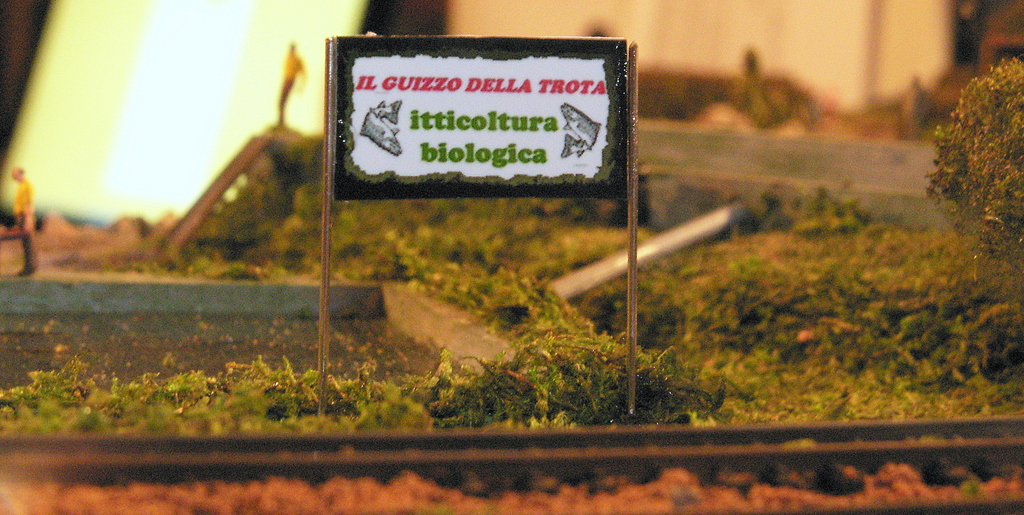 IL GUIZZO DELLA TROTA
itticoltura
biologica